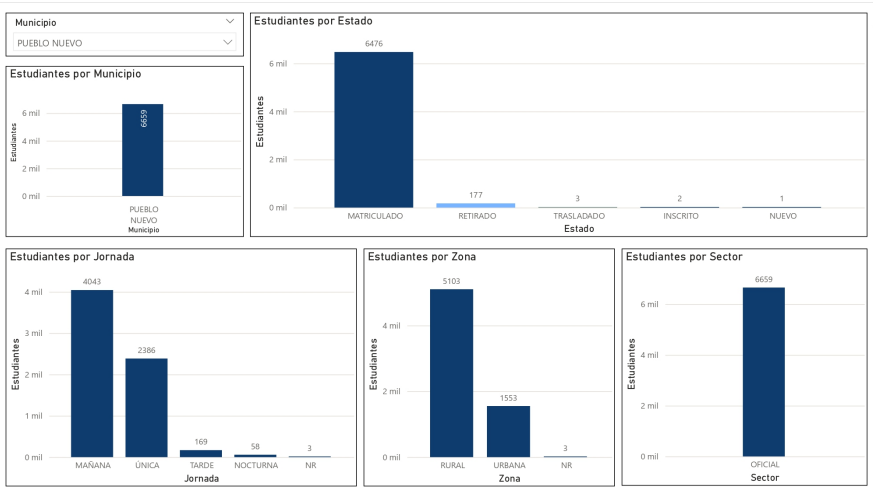 Municipio
PUEBLO NUEVO
Estudiantes por Municipio
Estudiantes
6 mil
4 mil
2 mil
0 mil
6659
PUEBLO
NUEVO
Municipio
Estudiantes por Estado
Estudiantes
6 mil
4 mil
2 mil
0 mil
6476
177
3
2
1
MATRICULADO
RETIRADO
TRASLADADO
INSCRITO
NUEVO
Estado
Estudiantes por Jornada
Estudiantes
4 mil
3 mil
2 mil
1 mil
0 mil
4043
2386
169
58
3
MAÑANA
ÚNICA
TARDE
NOCTURNA
NR
Jornada
Estudiantes por Zona
Estudiantes
4 mil
2 mil
0 mil
5103
1553
3
RURAL
URBANA
NR
Zona
Estudiantes por Sector
Estudiantes
6 mil
4 mil
2 mil
0 mil
6659
OFICIAL
Sector